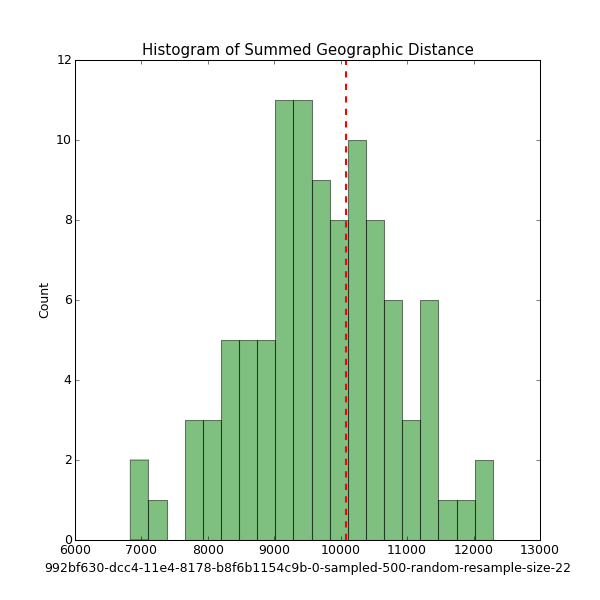 Histogram of Summed Geographic Distance
12
10
8
6
4
2
0
Count
6000 7000 8000 9000 10000 11000 12000 13000
992bf630-dcc4-11e4-8178-b8f6b1154c9b-0-sampled-500-random-resample-size-22